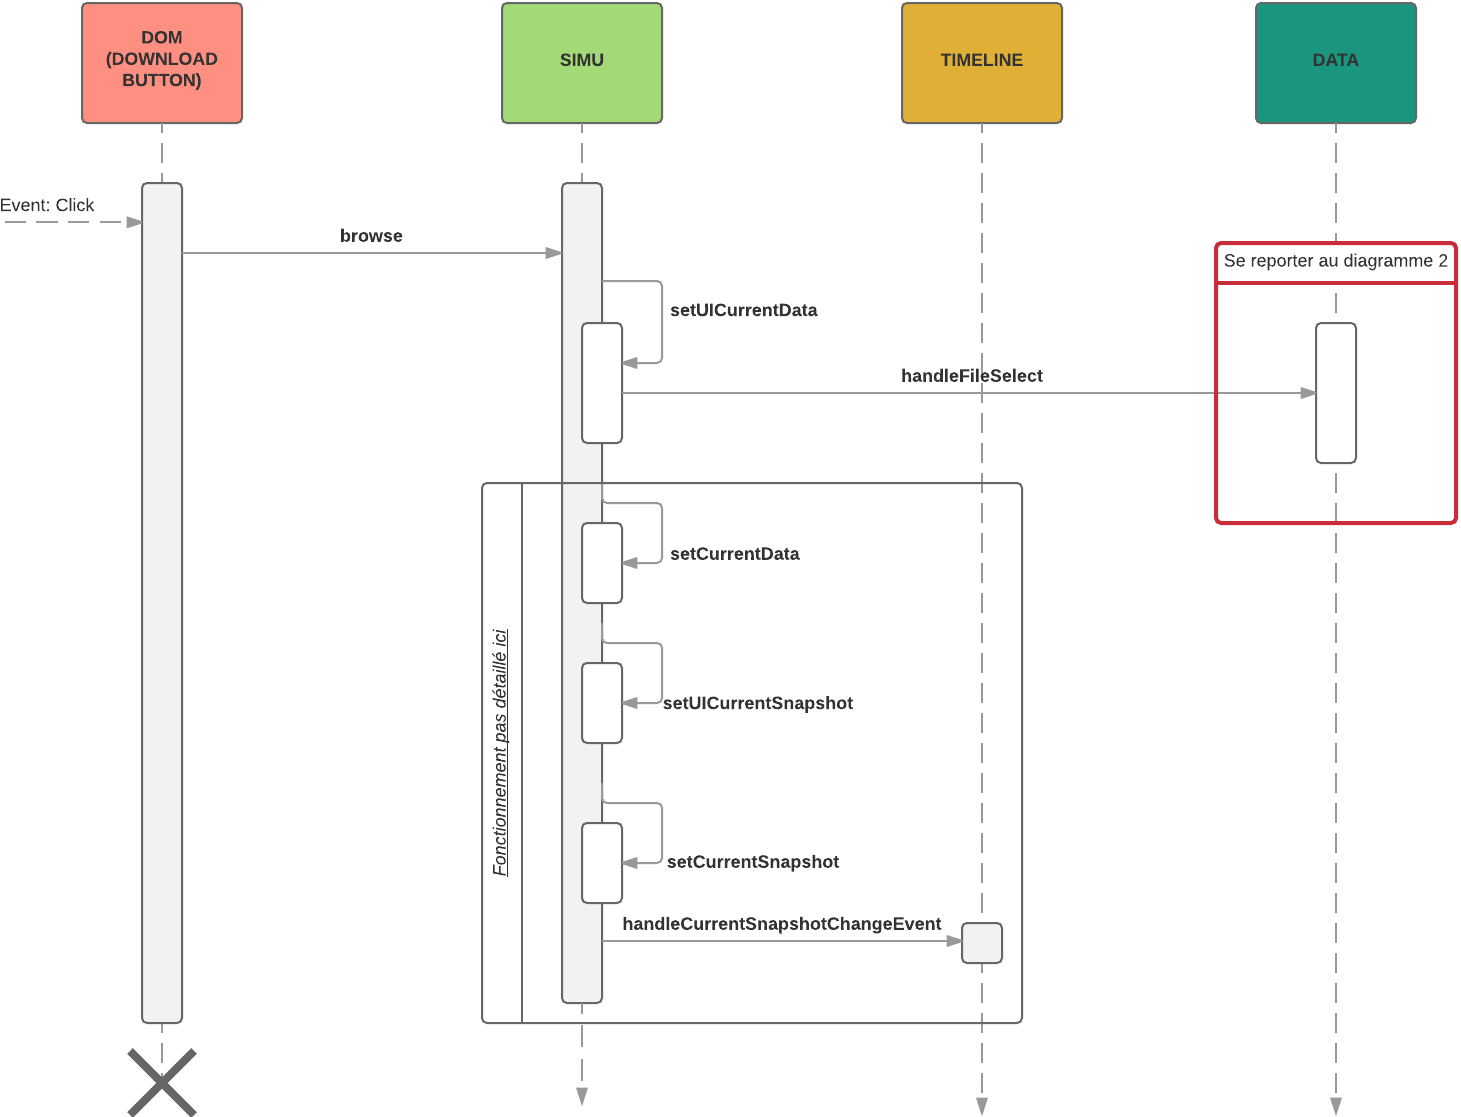 DOM
(DOWNLOAD
BUTTON)
SIMU
TIMELINE
DATA
Event: Click
browse
Se reporter au diagramme 2
setUICurrentData
handleFileSelect
setCurrentData
Fonctionnement pas détaillé ici
setUICurrentSnapshot
setCurrentSnapshot
handleCurrentSnapshotChangeEvent